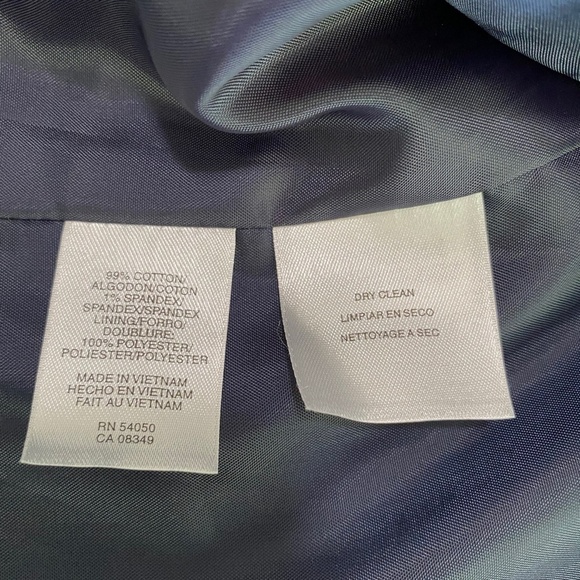 99% COTTON/
ALGODON/COTON
1% SPANDEX/
SPANDEX/SPANDEX
LINING/FORRO/
DOUBLURE
100% POLYESTER/
POLIESTER/POLYESTER
MADE IN VIETNAM
HECHO EN VIETNAM
FAIT AU VIETNAM
RN 54050
CA 08349
DRY CLEAN
LIMPIAR EN SECO
NETTOYAGE A SEC